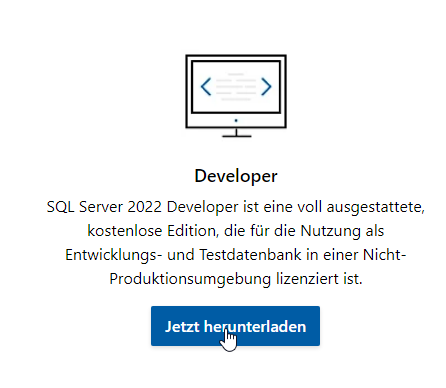 Developer
SQL Server 2022 Developer ist eine voll ausgestattete,
kostenlose Edition, die für die Nutzung als
Entwicklungs- und Testdatenbank in einer Nicht-
Produktionsumgebung lizenziert ist.
Jetzt herunterladen